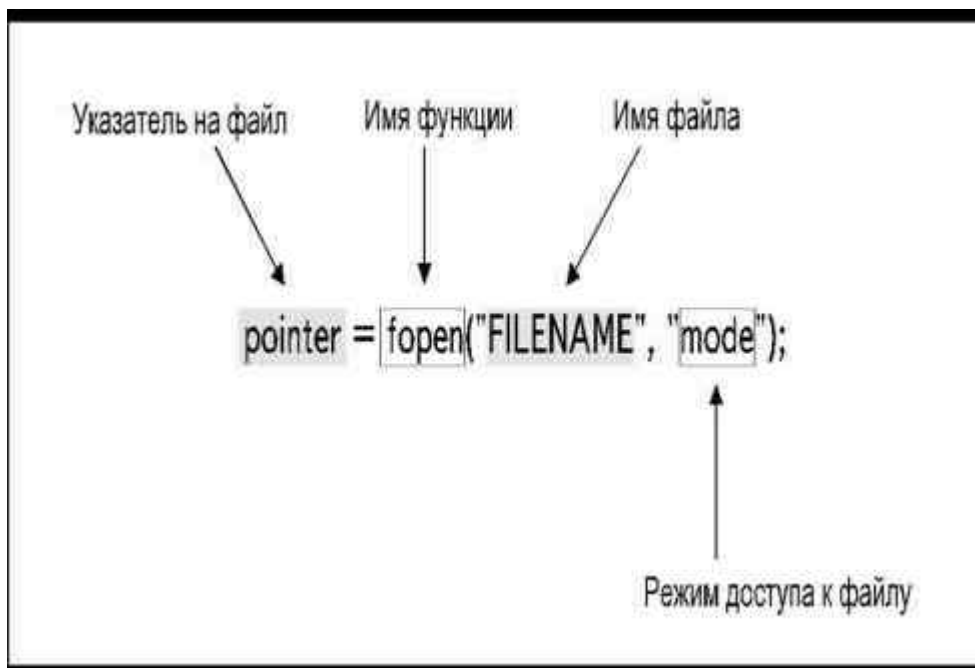 Указатель на файл Имя функции Имя файла
pointer = fopen("FILENAME", "mode");
Режим доступа к файлу